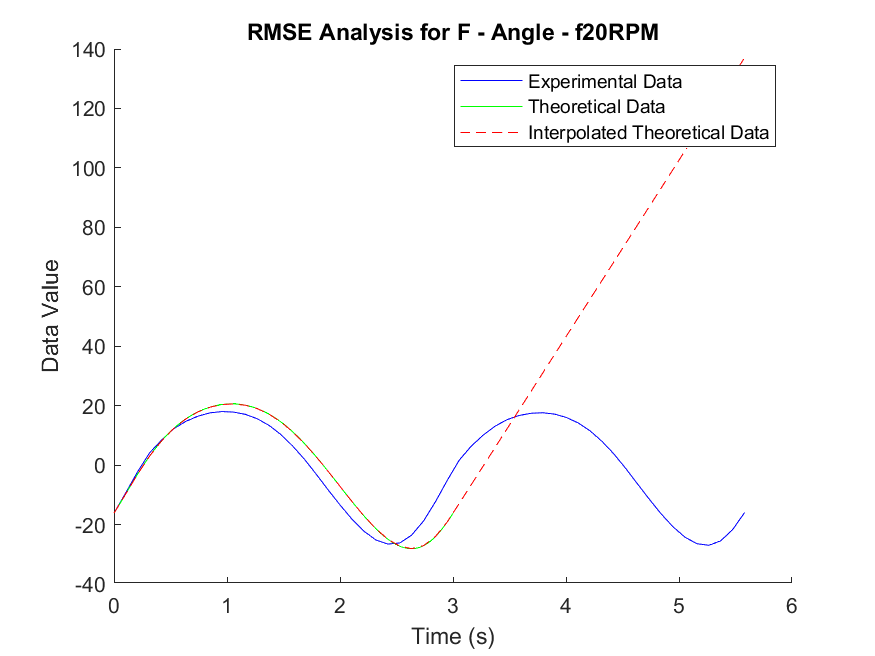 RMSE Analysis for F - Angle - f20RPM
140
120
100
80
60
40
20
0
-20
-40
Data Value
Experimental Data
Theoretical Data
Interpolated Theoretical Data
0 1 2 3 4 5 6
Time (s)